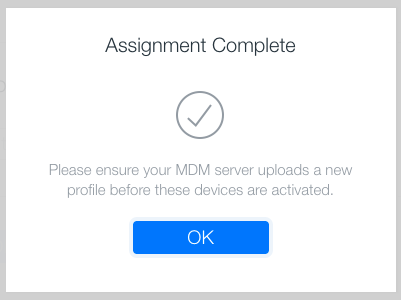 Assignment Complete
Please ensure your MDM server uploads a new
profile before these devices are activated.
OK